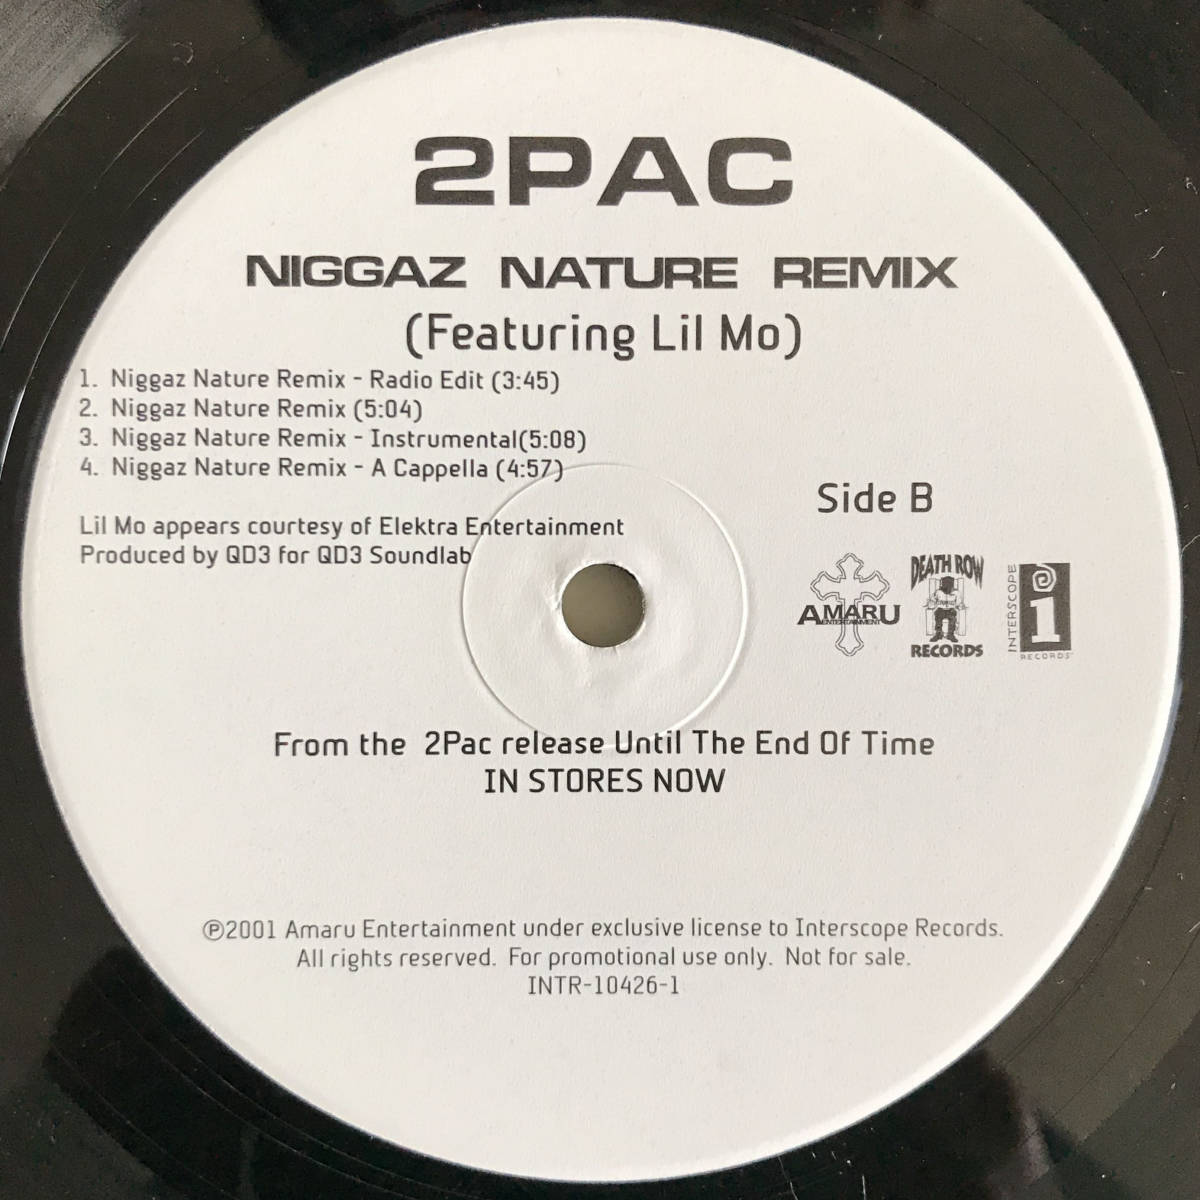 2PAC
NIGGAZ NATURE REMIX
(Featuring Lil Mo)
1. Niggaz Nature Remix - Radio Edit (3:45)
2. Niggaz Nature Remix (5:04)
3. Niggaz Nature Remix - Instrumental(5:08)
4. Niggaz Nature Remix - A Cappella (4:57)
Side B
Lil Mo appears courtesy of Elektra Entertainment
Produced by QD3 for QD3 Soundlab
AMARU
ENTERTAINMENT
DEATH ROW
RECORDS
INTERSCOPE
i
RECORDS
From the 2Pac release Until The End Of Time
IN STORES NOW
℗2001 Amaru Entertainment under exclusive license to Interscope Records.
All rights reserved. For promotional use only. Not for sale.
INTR-10426-1